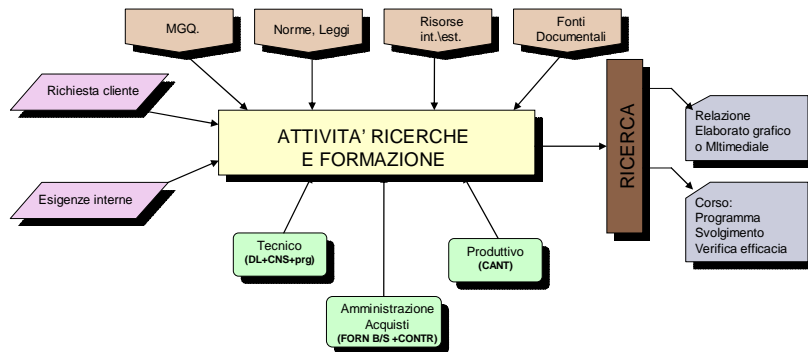 MGQ.
Norme, Leggi
Risorse
int.\est.
Fonti
Documentali
Richiesta cliente
Esigenze interne
ATTIVITA’ RICERCHE
E FORMAZIONE
RICERCA
Relazione
Elaborato grafico
o Mltimediale
Corso:
Programma
Svolgimento
Verifica efficacia
Tecnico
(DL+CNS+prg)
Produttivo
(CANT)
Amministrazione
Acquisti
(FORN B/S +CONTR)